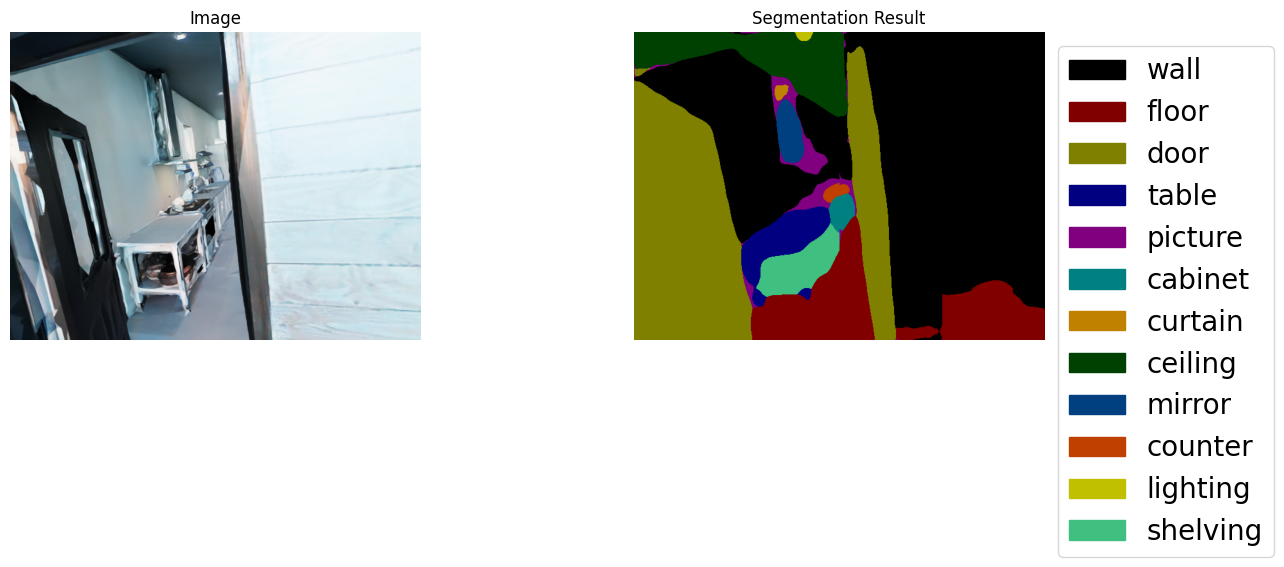 Image
Segmentation Result
wall
floor
door
table
picture
cabinet
curtain
ceiling
mirror
counter
lighting
shelving